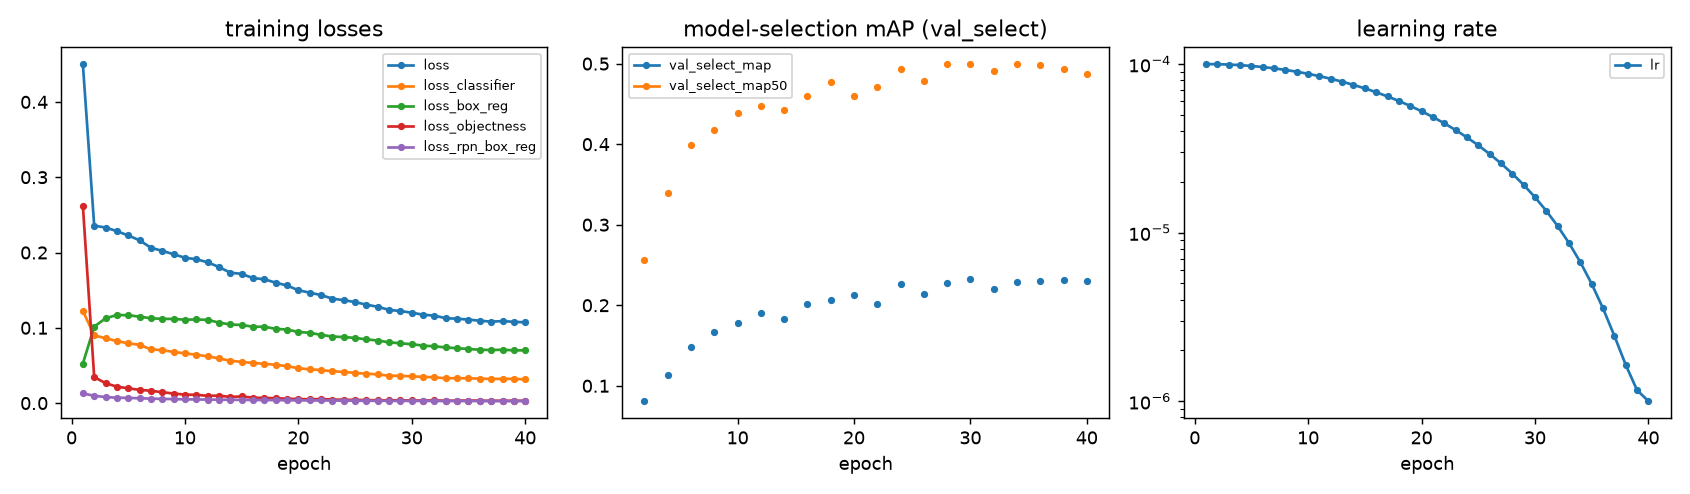 training losses
loss
loss_classifier
loss_box_reg
loss_objectness
loss_rpn_box_reg
0.4
0.3
0.2
0.1
0.0
0
10
20
30
40
epoch
model-selection mAP (val_select)
val_select_map
val_select_map50
0.5
0.4
0.3
0.2
0.1
10
20
30
40
epoch
learning rate
lr
10⁻⁴
10⁻⁵
10⁻⁶
0
10
20
30
40
epoch